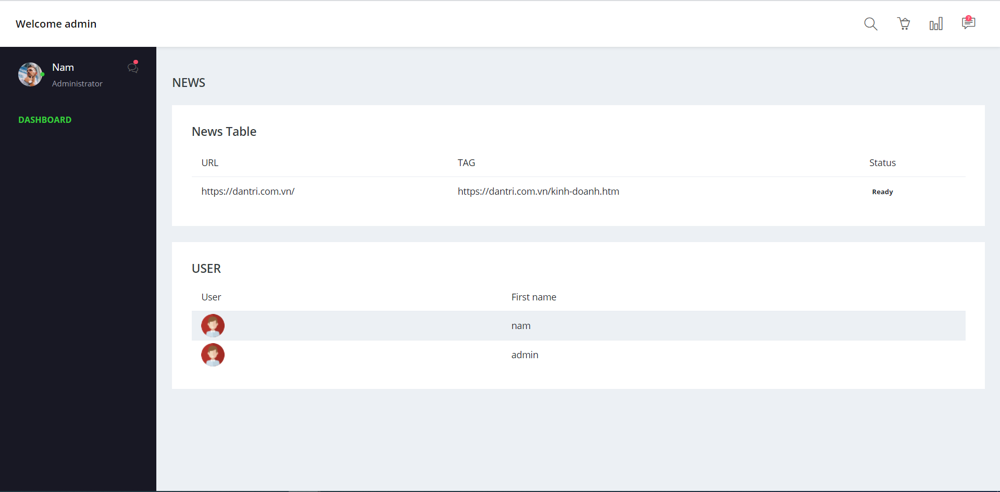 Welcome admin
7
Nam
Administrator
DASHBOARD
NEWS
News Table
URL TAG Status
https://dantri.com.vn/ https://dantri.com.vn/kinh-doanh.htm Ready
USER
User First name
nam
admin